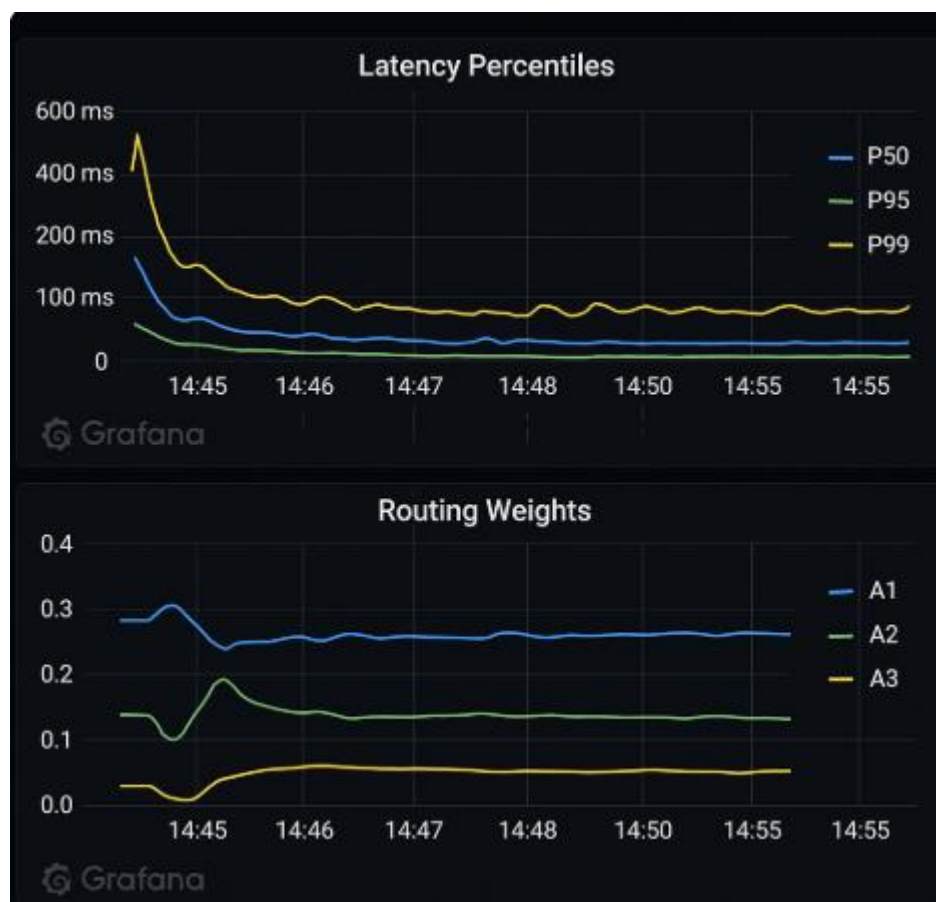 Latency Percentiles
600 ms
400 ms
200 ms
100 ms
0
P50
P95
P99
14:45 14:46 14:47 14:48 14:50 14:55 14:55
Grafana
Routing Weights
0.4
0.3
0.2
0.1
0.0
A1
A2
A3
14:45 14:46 14:47 14:48 14:50 14:55 14:55
Grafana